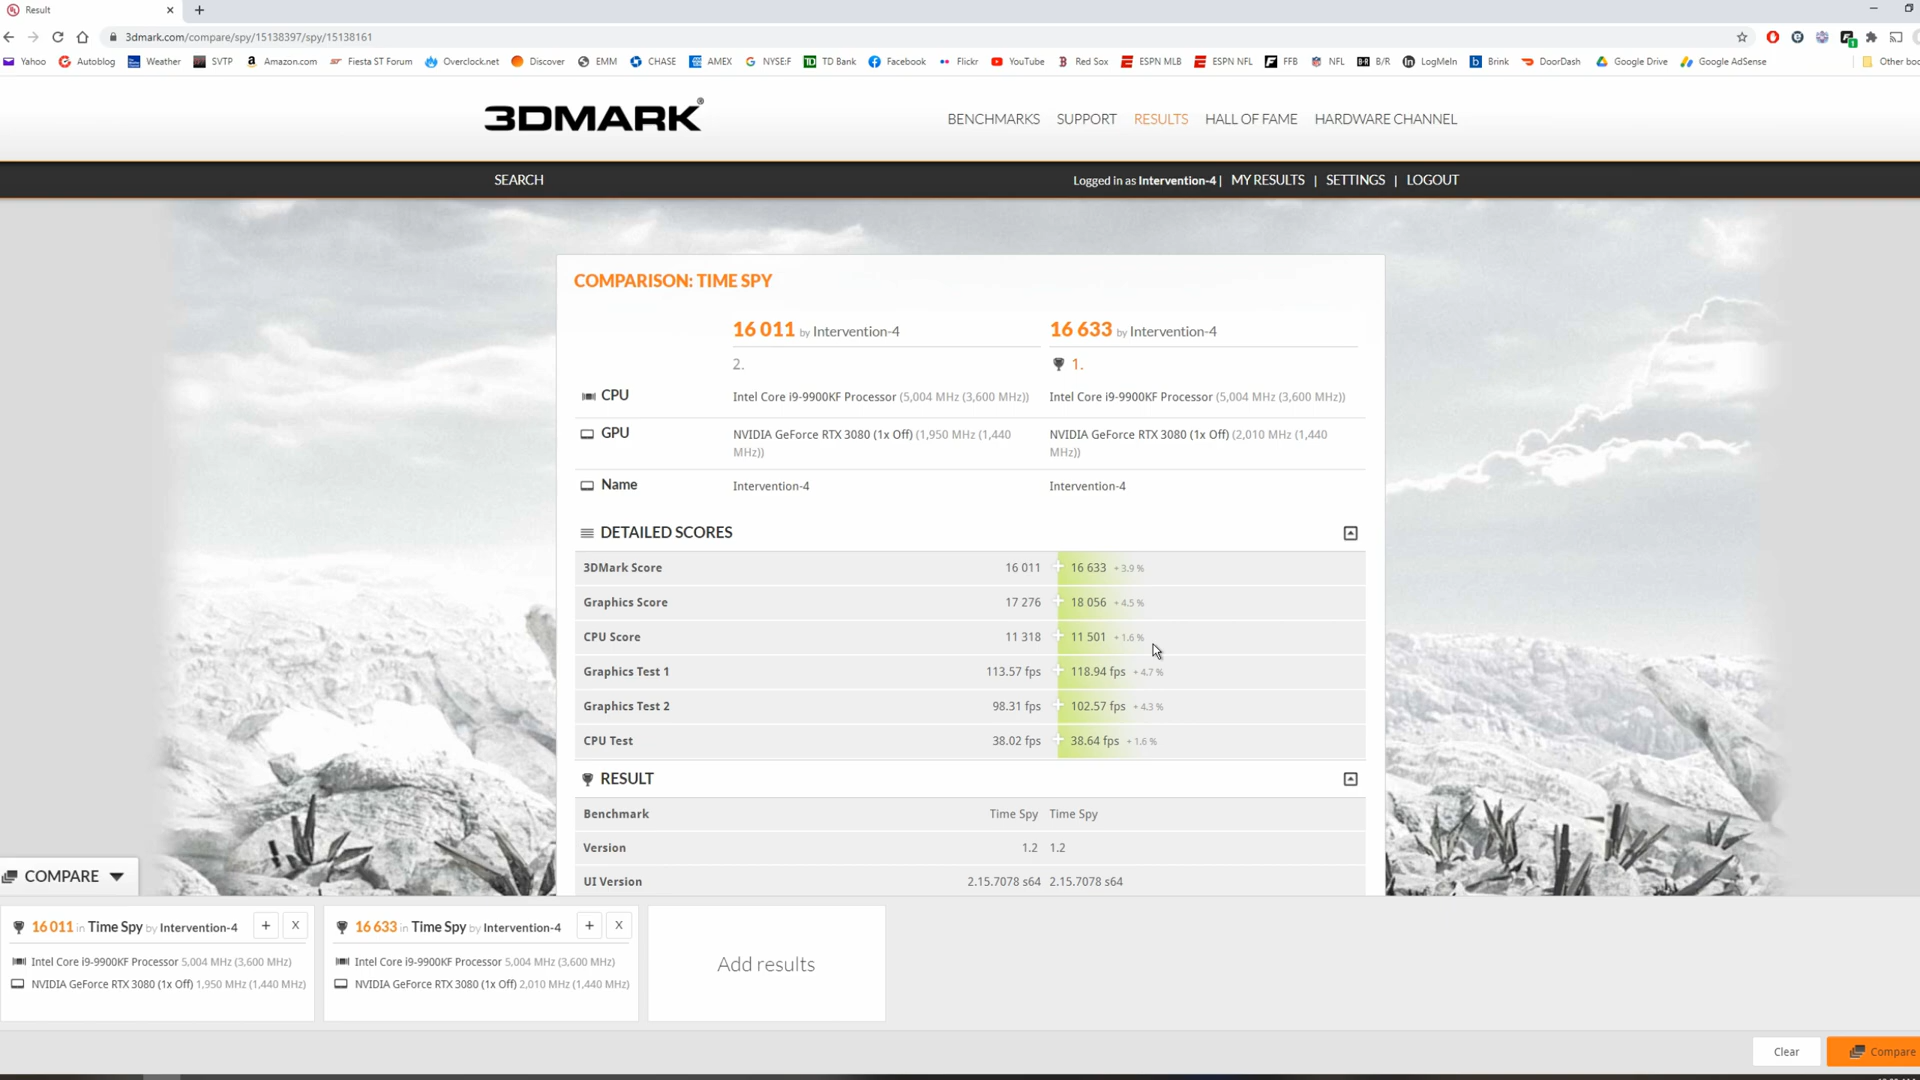 Result
3dmark.com/compare/spy/15138397/spy/15138161
Yahoo Autoblog Weather SVTP Amazon.com Fiesta ST Forum Overclock.net Discover EMM CHASE AMEX NYSE:F TD Bank Facebook Flickr YouTube Red Sox ESPN MLB ESPN NFL FFB NFL B/R LogMeIn Brink DoorDash Google Drive Google AdSense Other boo
3DMARK®
BENCHMARKS SUPPORT RESULTS HALL OF FAME HARDWARE CHANNEL
SEARCH
Logged in as Intervention-4 | MY RESULTS | SETTINGS | LOGOUT
COMPARISON: TIME SPY
16 011 by Intervention-4 16 633 by Intervention-4
2. 1.
CPU Intel Core i9-9900KF Processor (5,004 MHz (3,600 MHz)) Intel Core i9-9900KF Processor (5,004 MHz (3,600 MHz))
GPU NVIDIA GeForce RTX 3080 (1x Off) (1,950 MHz (1,440 NVIDIA GeForce RTX 3080 (1x Off) (2,010 MHz (1,440
MHz)) MHz))
Name Intervention-4 Intervention-4
DETAILED SCORES
3DMark Score 16 011 16 633 + 3.9 %
Graphics Score 17 276 18 056 + 4.5 %
CPU Score 11 318 11 501 + 1.6 %
Graphics Test 1 113.57 fps 118.94 fps + 4.7 %
Graphics Test 2 98.31 fps 102.57 fps + 4.3 %
CPU Test 38.02 fps 38.64 fps + 1.6 %
RESULT
Benchmark Time Spy Time Spy
Version 1.2 1.2
UI Version 2.15.7078 s64 2.15.7078 s64
COMPARE
16 011 in Time Spy by Intervention-4 + X 16 633 in Time Spy by Intervention-4 + X
Intel Core i9-9900KF Processor 5,004 MHz (3,600 MHz) Intel Core i9-9900KF Processor 5,004 MHz (3,600 MHz)
NVIDIA GeForce RTX 3080 (1x Off) 1,950 MHz (1,440 MHz) NVIDIA GeForce RTX 3080 (1x Off) 2,010 MHz (1,440 MHz)
Add results
Clear Compare